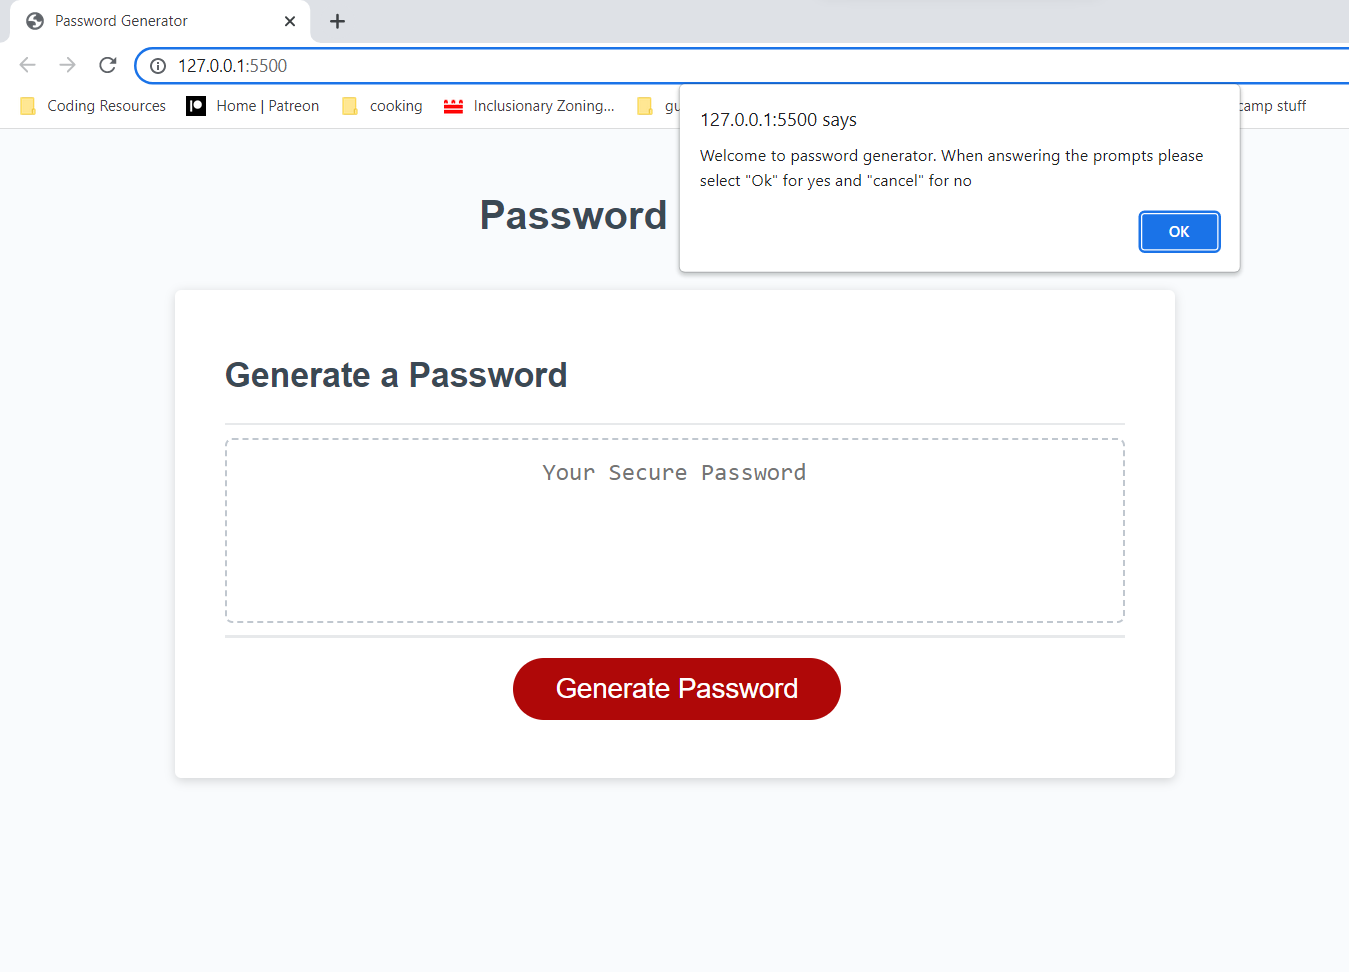 Password Generator
127.0.0.1:5500
Coding Resources Home | Patreon cooking Inclusionary Zoning... gu camp stuff
127.0.0.1:5500 says
Welcome to password generator. When answering the prompts please
select "Ok" for yes and "cancel" for no
OK
Password
Generate a Password
Your Secure Password
Generate Password